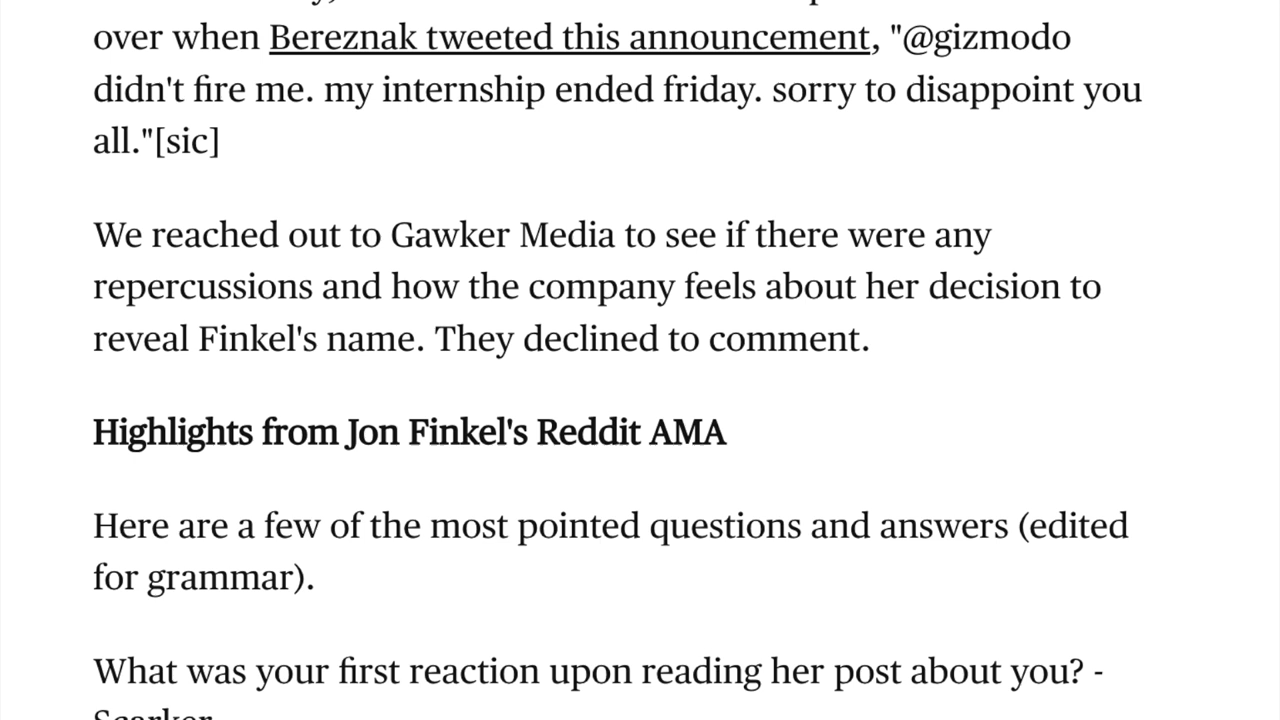 over when Bereznak tweeted this announcement, "@gizmodo
didn't fire me. my internship ended friday. sorry to disappoint you
all."[sic]
We reached out to Gawker Media to see if there were any
repercussions and how the company feels about her decision to
reveal Finkel's name. They declined to comment.
Highlights from Jon Finkel's Reddit AMA
Here are a few of the most pointed questions and answers (edited
for grammar).
What was your first reaction upon reading her post about you? -